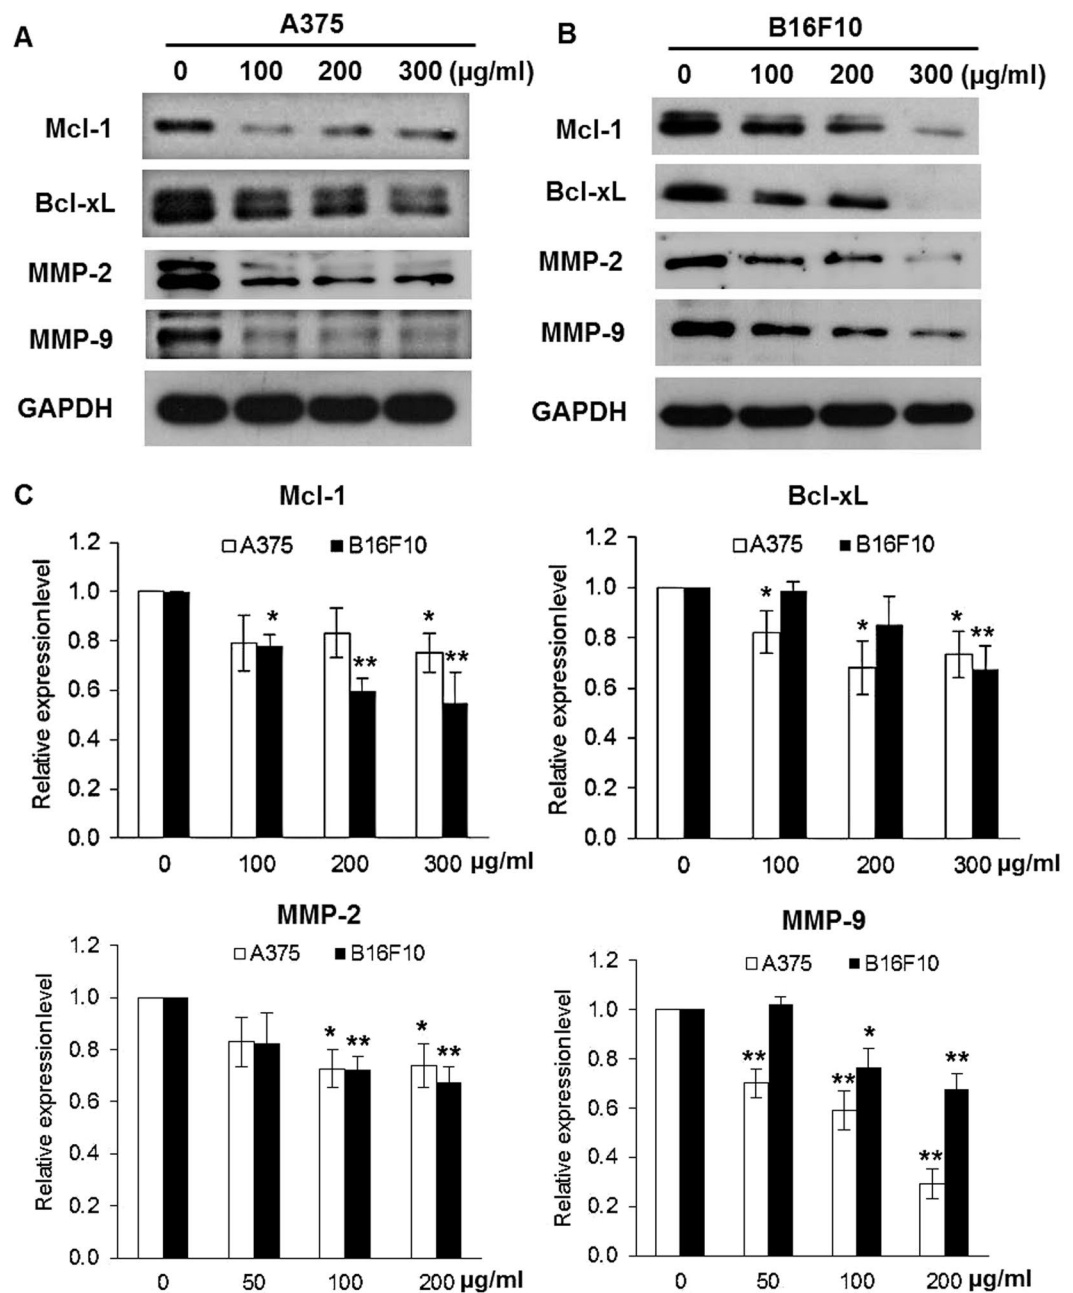 A
A375
0 100 200 300 (µg/ml)
Mcl-1
Bcl-xL
MMP-2
MMP-9
GAPDH
B
B16F10
0 100 200 300 (µg/ml)
Mcl-1
Bcl-xL
MMP-2
MMP-9
GAPDH
C
Mcl-1
A375 B16F10
Relative expression level
1.2
1.0
0.8
0.6
0.4
0.2
0.0
* ** * **
0 100 200 300 µg/ml
Bcl-xL
A375 B16F10
Relative expression level
1.2
1.0
0.8
0.6
0.4
0.2
0.0
* * * **
0 100 200 300 µg/ml
MMP-2
A375 B16F10
Relative expression level
1.2
1.0
0.8
0.6
0.4
0.2
0.0
* ** * **
0 50 100 200 µg/ml
MMP-9
A375 B16F10
Relative expression level
1.2
1.0
0.8
0.6
0.4
0.2
0.0
** ** * ** **
0 50 100 200 µg/ml